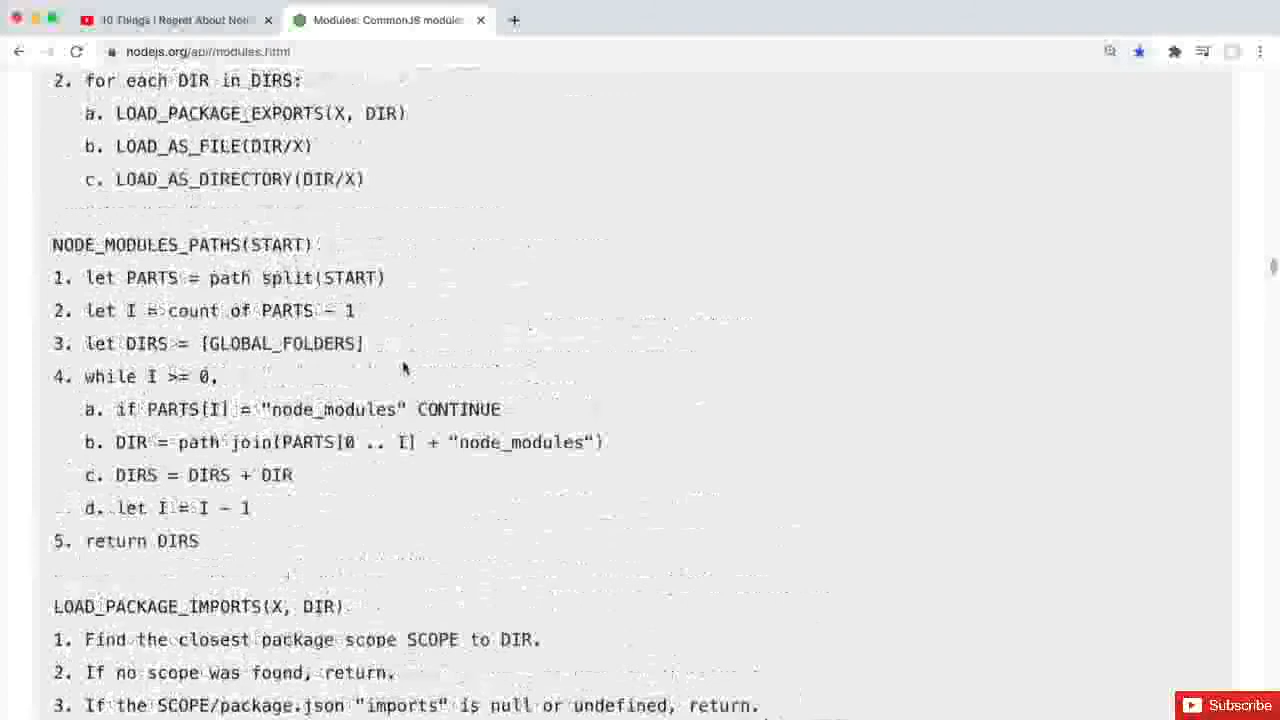 10 Things I Regret About Nod
Modules: CommonJS modules
nodejs.org/api/modules.html
2. for each DIR in DIRS:
a. LOAD_PACKAGE_EXPORTS(X, DIR)
b. LOAD_AS_FILE(DIR/X)
c. LOAD_AS_DIRECTORY(DIR/X)
NODE_MODULES_PATHS(START)
1. let PARTS = path split(START)
2. let I = count of PARTS - 1
3. let DIRS = [GLOBAL_FOLDERS]
4. while I >= 0,
a. if PARTS[I] = "node_modules" CONTINUE
b. DIR = path join(PARTS[0 .. I] + "node_modules")
c. DIRS = DIRS + DIR
d. let I = I - 1
5. return DIRS
LOAD_PACKAGE_IMPORTS(X, DIR)
1. Find the closest package scope SCOPE to DIR.
2. If no scope was found, return.
3. If the SCOPE/package.json "imports" is null or undefined, return.
Subscribe